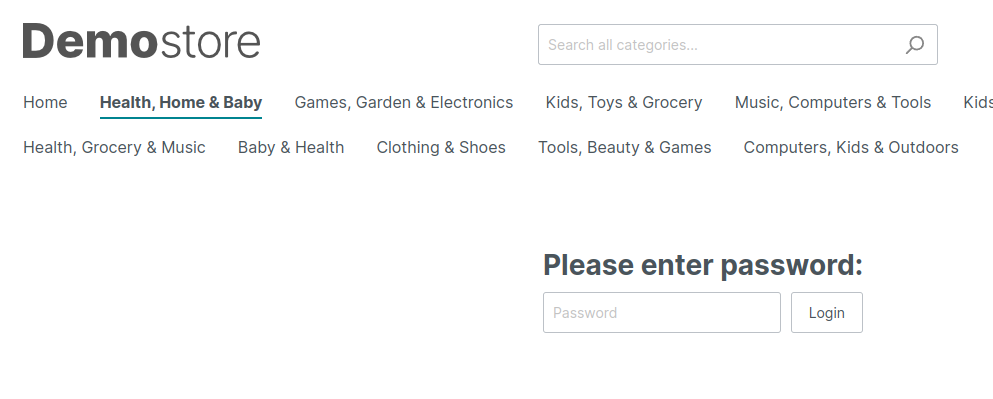 Demostore
Search all categories...
Home Health, Home & Baby Games, Garden & Electronics Kids, Toys & Grocery Music, Computers & Tools Kids
Health, Grocery & Music Baby & Health Clothing & Shoes Tools, Beauty & Games Computers, Kids & Outdoors
Please enter password:
Password Login